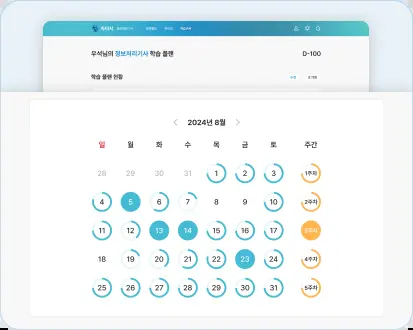 우석님의 정보처리기사 학습 플랜
D-100
학습 플랜 현황
2024년 8월
일 월 화 수 목 금 토 주간
28 29 30 31 1 2 3 1주차
4 5 6 7 8 9 10 2주차
11 12 13 14 15 16 17 3주차
18 19 20 21 22 23 24 4주차
25 26 27 28 29 30 31 5주차